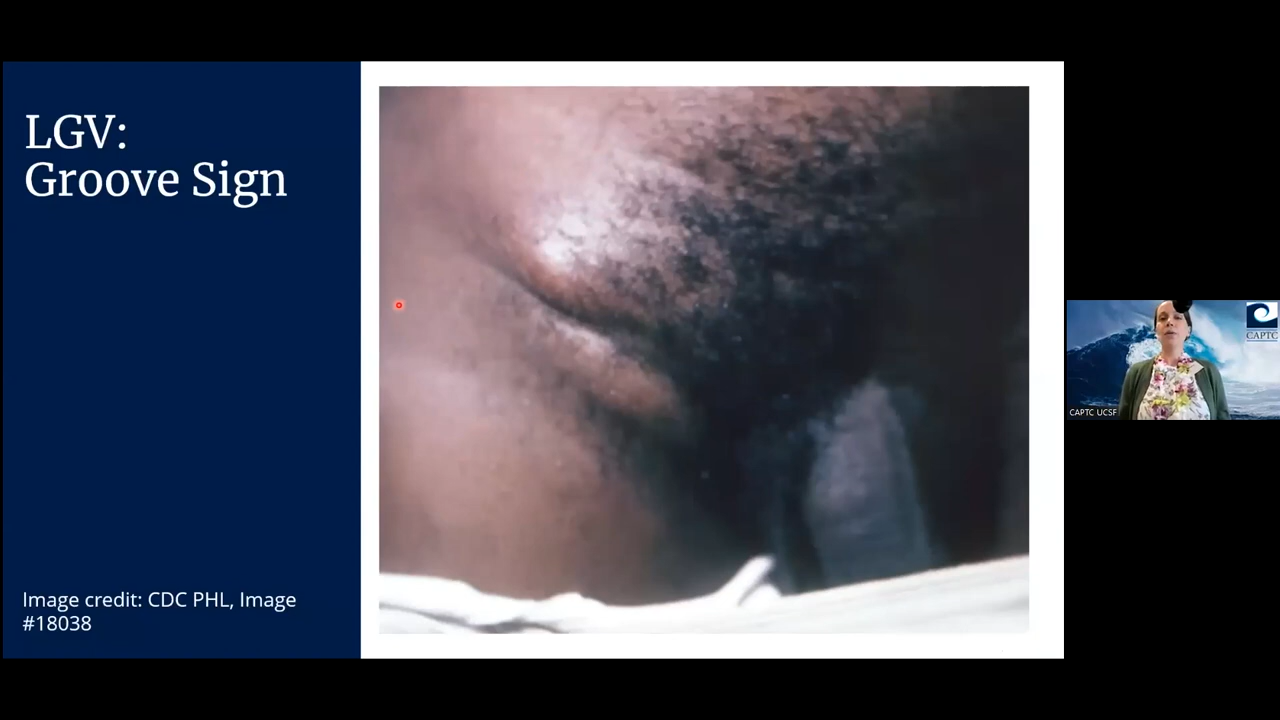 LGV:
Groove Sign
Image credit: CDC PHL, Image
#18038
CAPTC
CAPTC UCSF